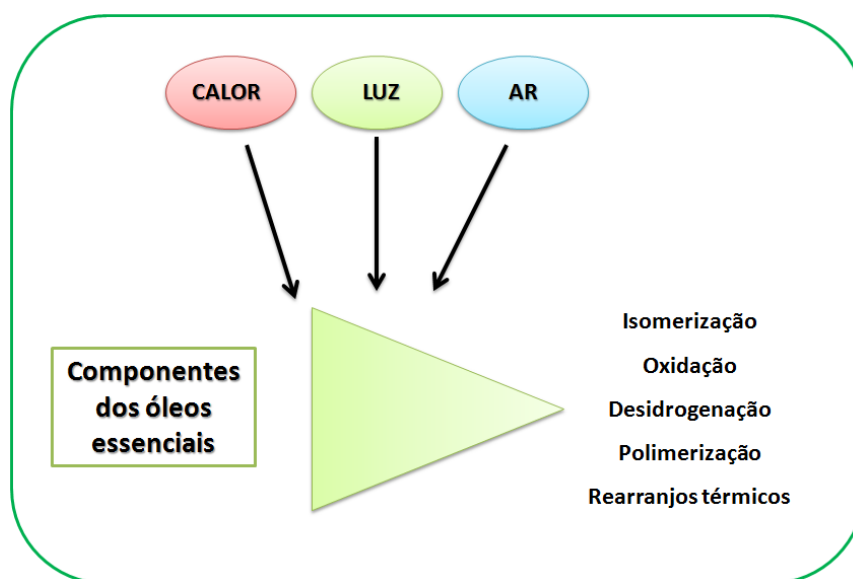 CALOR
LUZ
AR
Componentes
dos óleos
essenciais
Isomerização
Oxidação
Desidrogenação
Polimerização
Rearranjos térmicos